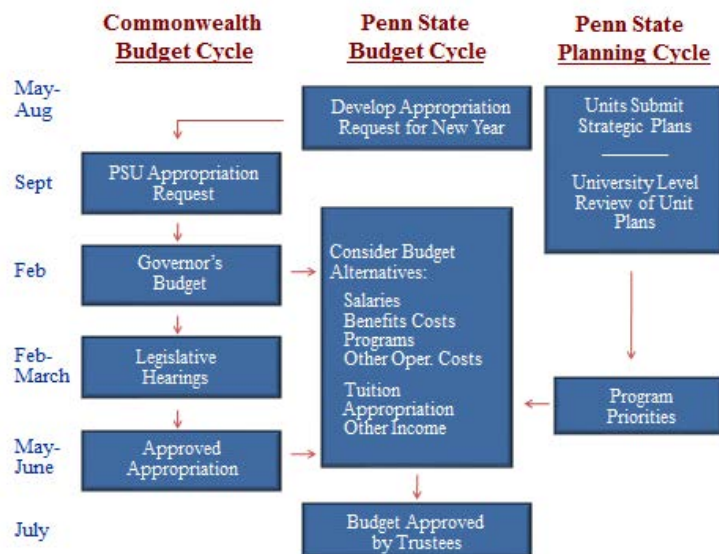 Commonwealth
Budget Cycle
Penn State
Budget Cycle
Penn State
Planning Cycle
May-
Aug
Develop Appropriation
Request for New Year
Units Submit
Strategic Plans
University Level
Review of Unit
Plans
Sept
PSU Appropriation
Request
Feb
Governor's
Budget
Consider Budget
Alternatives:
Salaries
Benefits Costs
Programs
Other Oper. Costs
Tuition
Appropriation
Other Income
Feb-
March
Legislative
Hearings
Program
Priorities
May-
June
Approved
Appropriation
July
Budget Approved
by Trustees